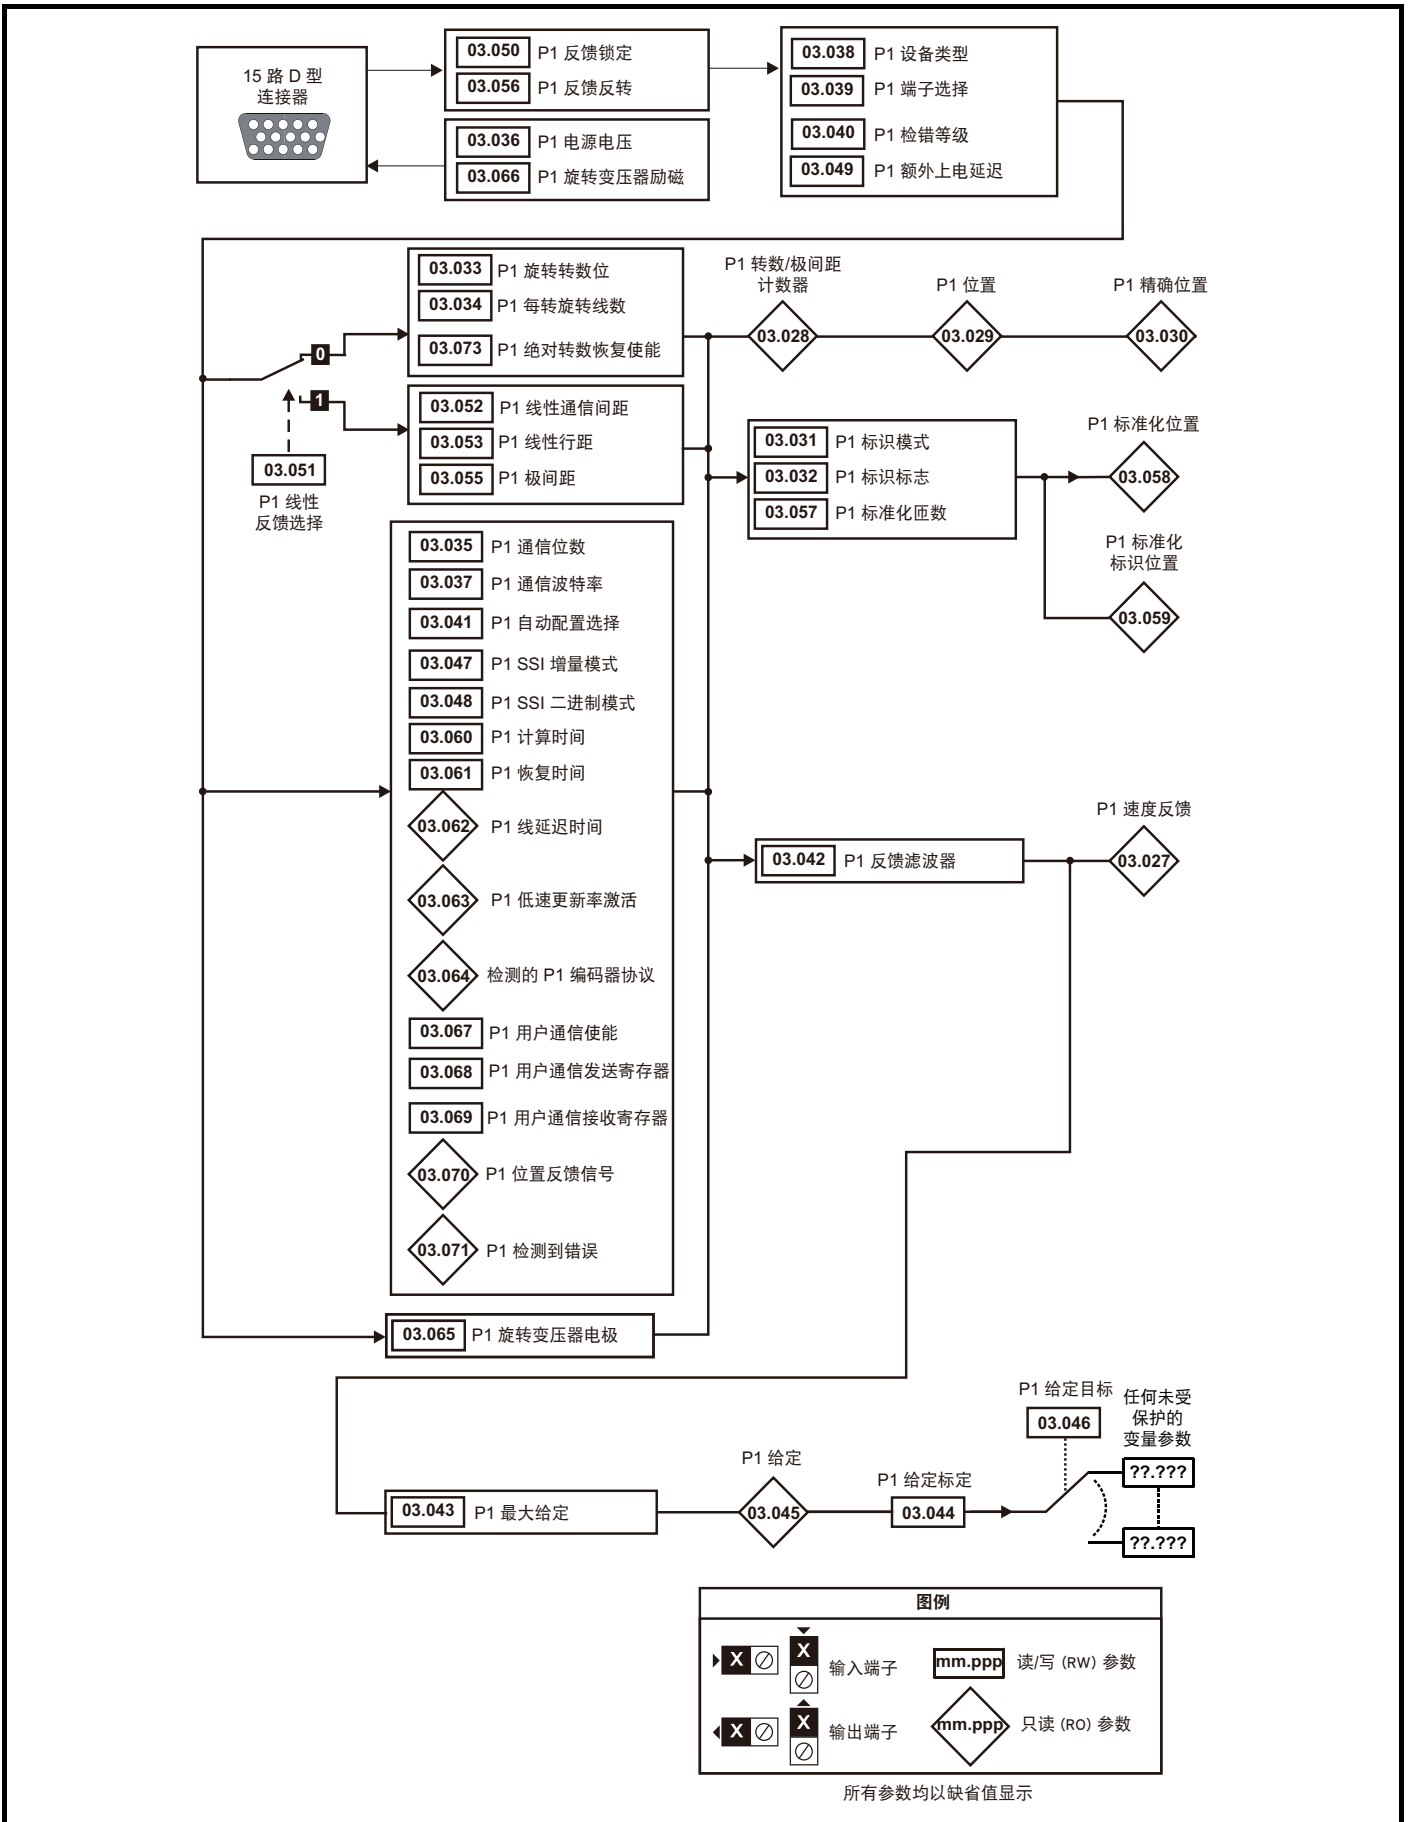 15 路 D 型
连接器
03.050 P1 反馈锁定
03.056 P1 反馈反转
03.036 P1 电源电压
03.066 P1 旋转变压器励磁
03.038 P1 设备类型
03.039 P1 端子选择
03.040 P1 检错等级
03.049 P1 额外上电延迟
03.033 P1 旋转转数位
03.034 P1 每转旋转线数
03.073 P1 绝对转数恢复使能
0
1
03.051
P1 线性
反馈选择
03.052 P1 线性通信间距
03.053 P1 线性行距
03.055 P1 极间距
P1 转数/极间距
计数器
03.028
P1 位置
03.029
P1 精确位置
03.030
03.031 P1 标识模式
03.032 P1 标识标志
03.057 P1 标准化匝数
P1 标准化位置
03.058
P1 标准化
标识位置
03.059
03.035 P1 通信位数
03.037 P1 通信波特率
03.041 P1 自动配置选择
03.047 P1 SSI 增量模式
03.048 P1 SSI 二进制模式
03.060 P1 计算时间
03.061 P1 恢复时间
03.062 P1 线延迟时间
03.063 P1 低速更新率激活
03.064 检测的 P1 编码器协议
03.067 P1 用户通信使能
03.068 P1 用户通信发送寄存器
03.069 P1 用户通信接收寄存器
03.070 P1 位置反馈信号
03.071 P1 检测到错误
03.042 P1 反馈滤波器
P1 速度反馈
03.027
03.065 P1 旋转变压器电极
03.043 P1 最大给定
P1 给定
03.045
P1 给定标定
03.044
P1 给定目标
03.046
任何未受
保护的
变量参数
??.???
??.???
图例
X X 输入端子
mm.ppp 读/写 (RW) 参数
X X 输出端子
mm.ppp 只读 (RO) 参数
所有参数均以缺省值显示